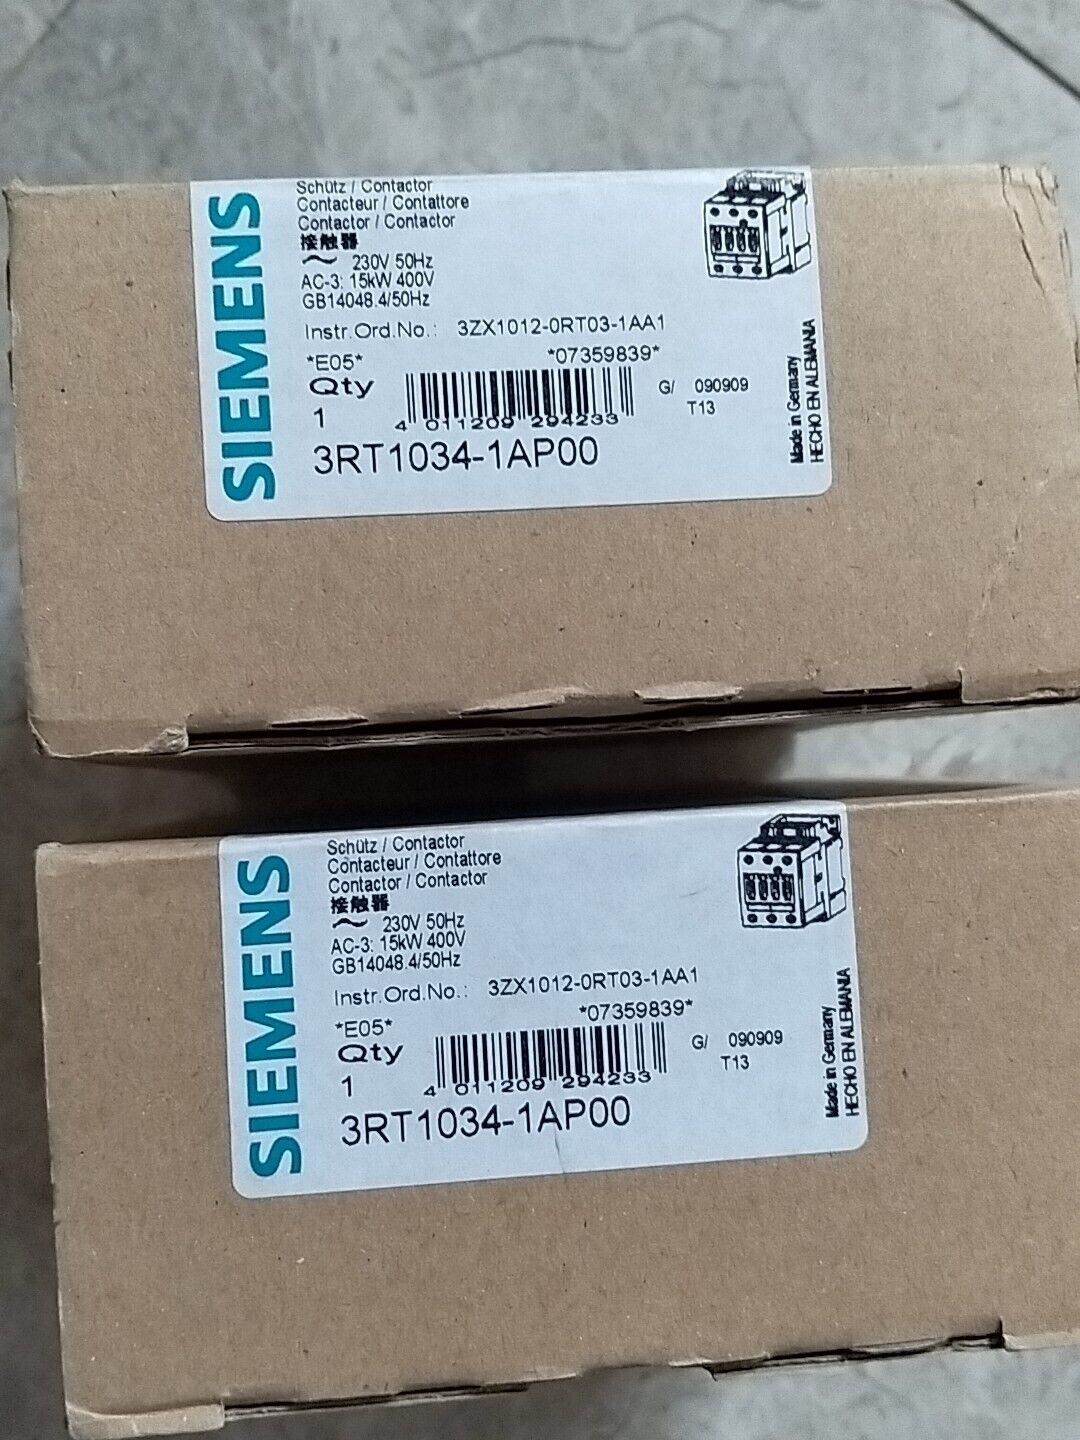 SIEMENS
Schütz / Contactor
Contacteur / Contattore
Contactor / Contactor
接触器
~ 230V 50Hz
AC-3: 15kW 400V
GB14048.4/50Hz
Instr.Ord.No.: 3ZX1012-0RT03-1AA1
*E05* *07359839*
Qty G/ 090909
1 T13
4 011209 294233
3RT1034-1AP00
Made in Germany
HECHO EN ALEMANIA
SIEMENS
Schütz / Contactor
Contacteur / Contattore
Contactor / Contactor
接触器
~ 230V 50Hz
AC-3: 15kW 400V
GB14048.4/50Hz
Instr.Ord.No.: 3ZX1012-0RT03-1AA1
*E05* *07359839*
Qty G/ 090909
1 T13
4 011209 294233
3RT1034-1AP00
Made in Germany
HECHO EN ALEMANIA